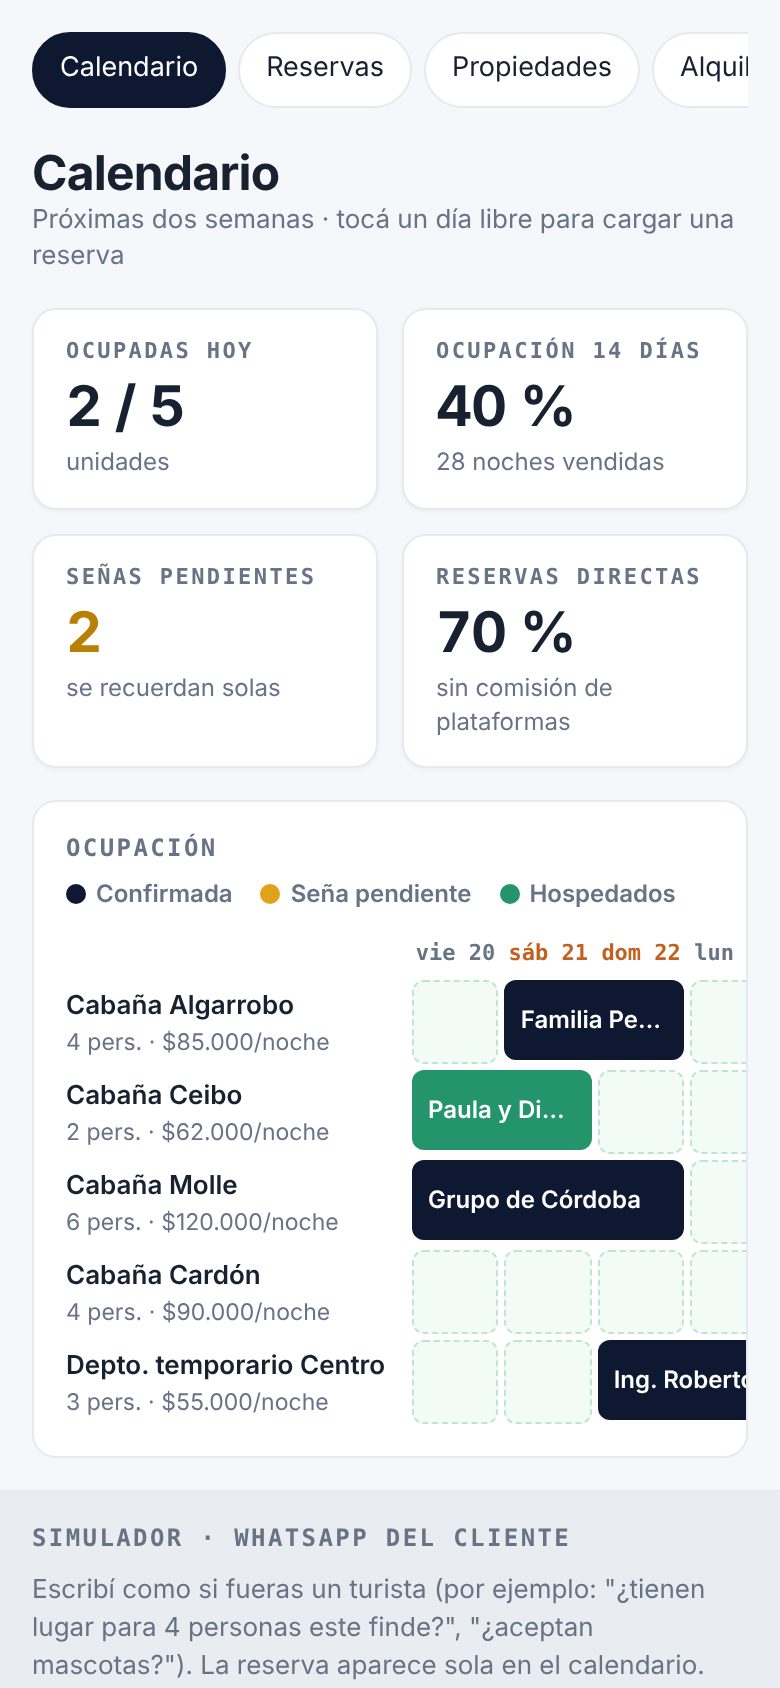 Calendario Reservas Propiedades Alquil
Calendario
Próximas dos semanas · tocá un día libre para cargar una
reserva
OCUPADAS HOY
2 / 5
unidades
OCUPACIÓN 14 DÍAS
40 %
28 noches vendidas
SEÑAS PENDIENTES
2
se recuerdan solas
RESERVAS DIRECTAS
70 %
sin comisión de
plataformas
OCUPACIÓN
Confirmada Seña pendiente Hospedados
vie 20 sáb 21 dom 22 lun
Cabaña Algarrobo
4 pers. · $85.000/noche
Familia Pe...
Cabaña Ceibo
2 pers. · $62.000/noche
Paula y Di...
Cabaña Molle
6 pers. · $120.000/noche
Grupo de Córdoba
Cabaña Cardón
4 pers. · $90.000/noche
Depto. temporario Centro
3 pers. · $55.000/noche
Ing. Roberto
SIMULADOR · WHATSAPP DEL CLIENTE
Escribí como si fueras un turista (por ejemplo: "¿tienen
lugar para 4 personas este finde?", "¿aceptan
mascotas?"). La reserva aparece sola en el calendario.